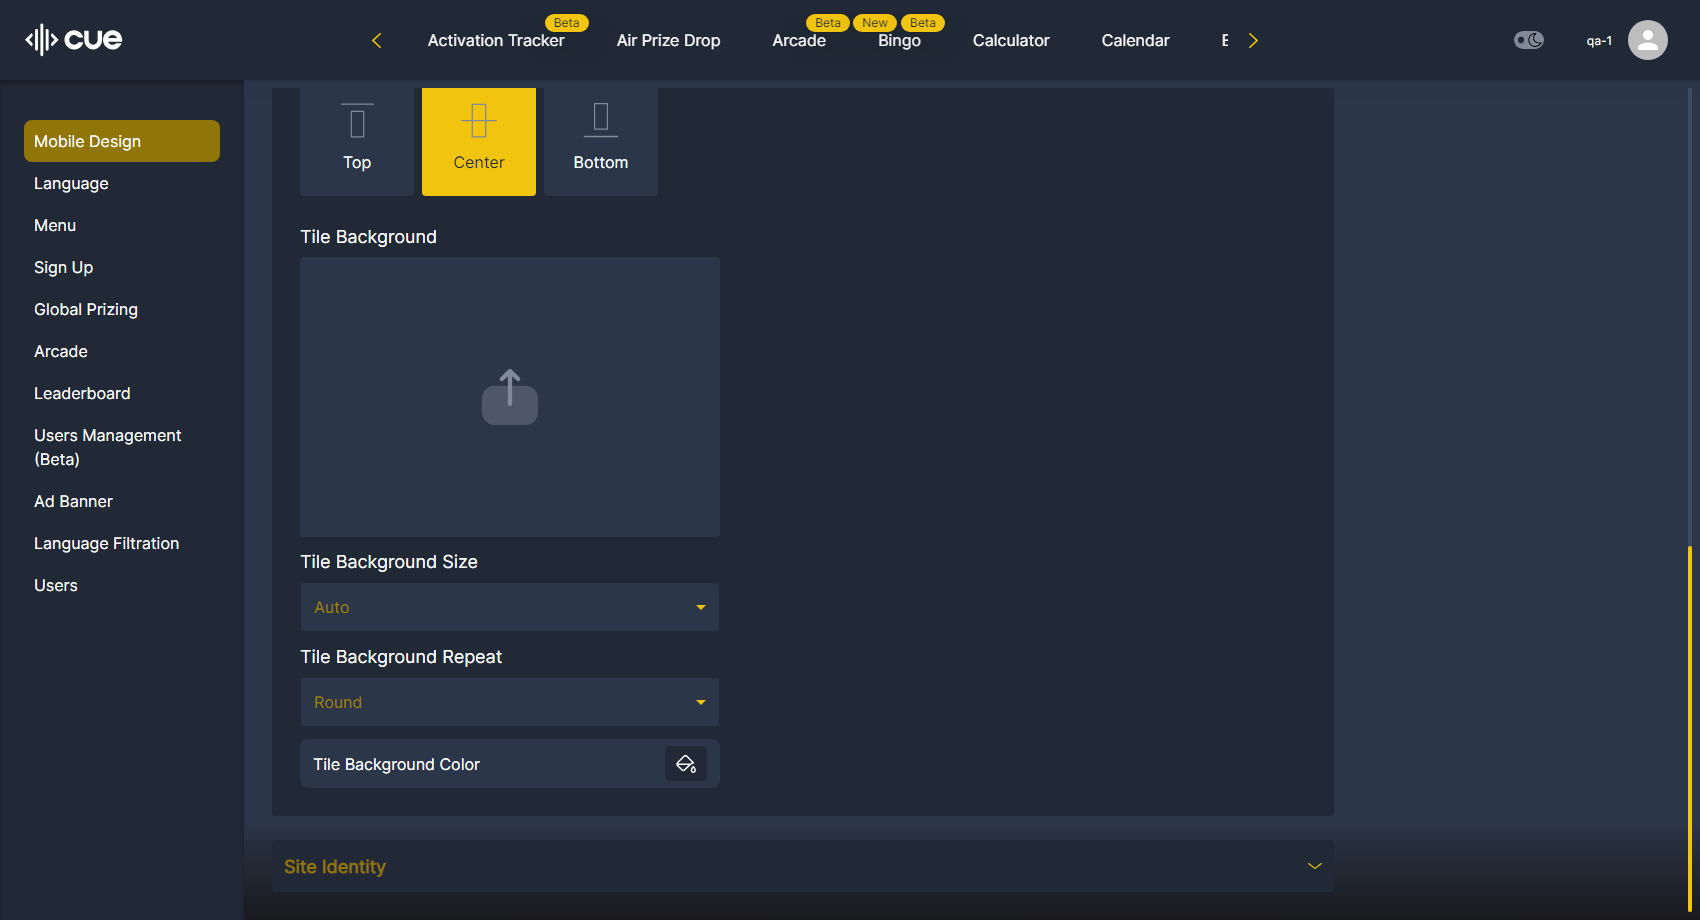 cue
Beta Beta New Beta
Activation Tracker Air Prize Drop Arcade Bingo Calculator Calendar
qa-1
Mobile Design
Language
Menu
Sign Up
Global Prizing
Arcade
Leaderboard
Users Management
(Beta)
Ad Banner
Language Filtration
Users
Top Center Bottom
Tile Background
Tile Background Size
Auto
Tile Background Repeat
Round
Tile Background Color
Site Identity